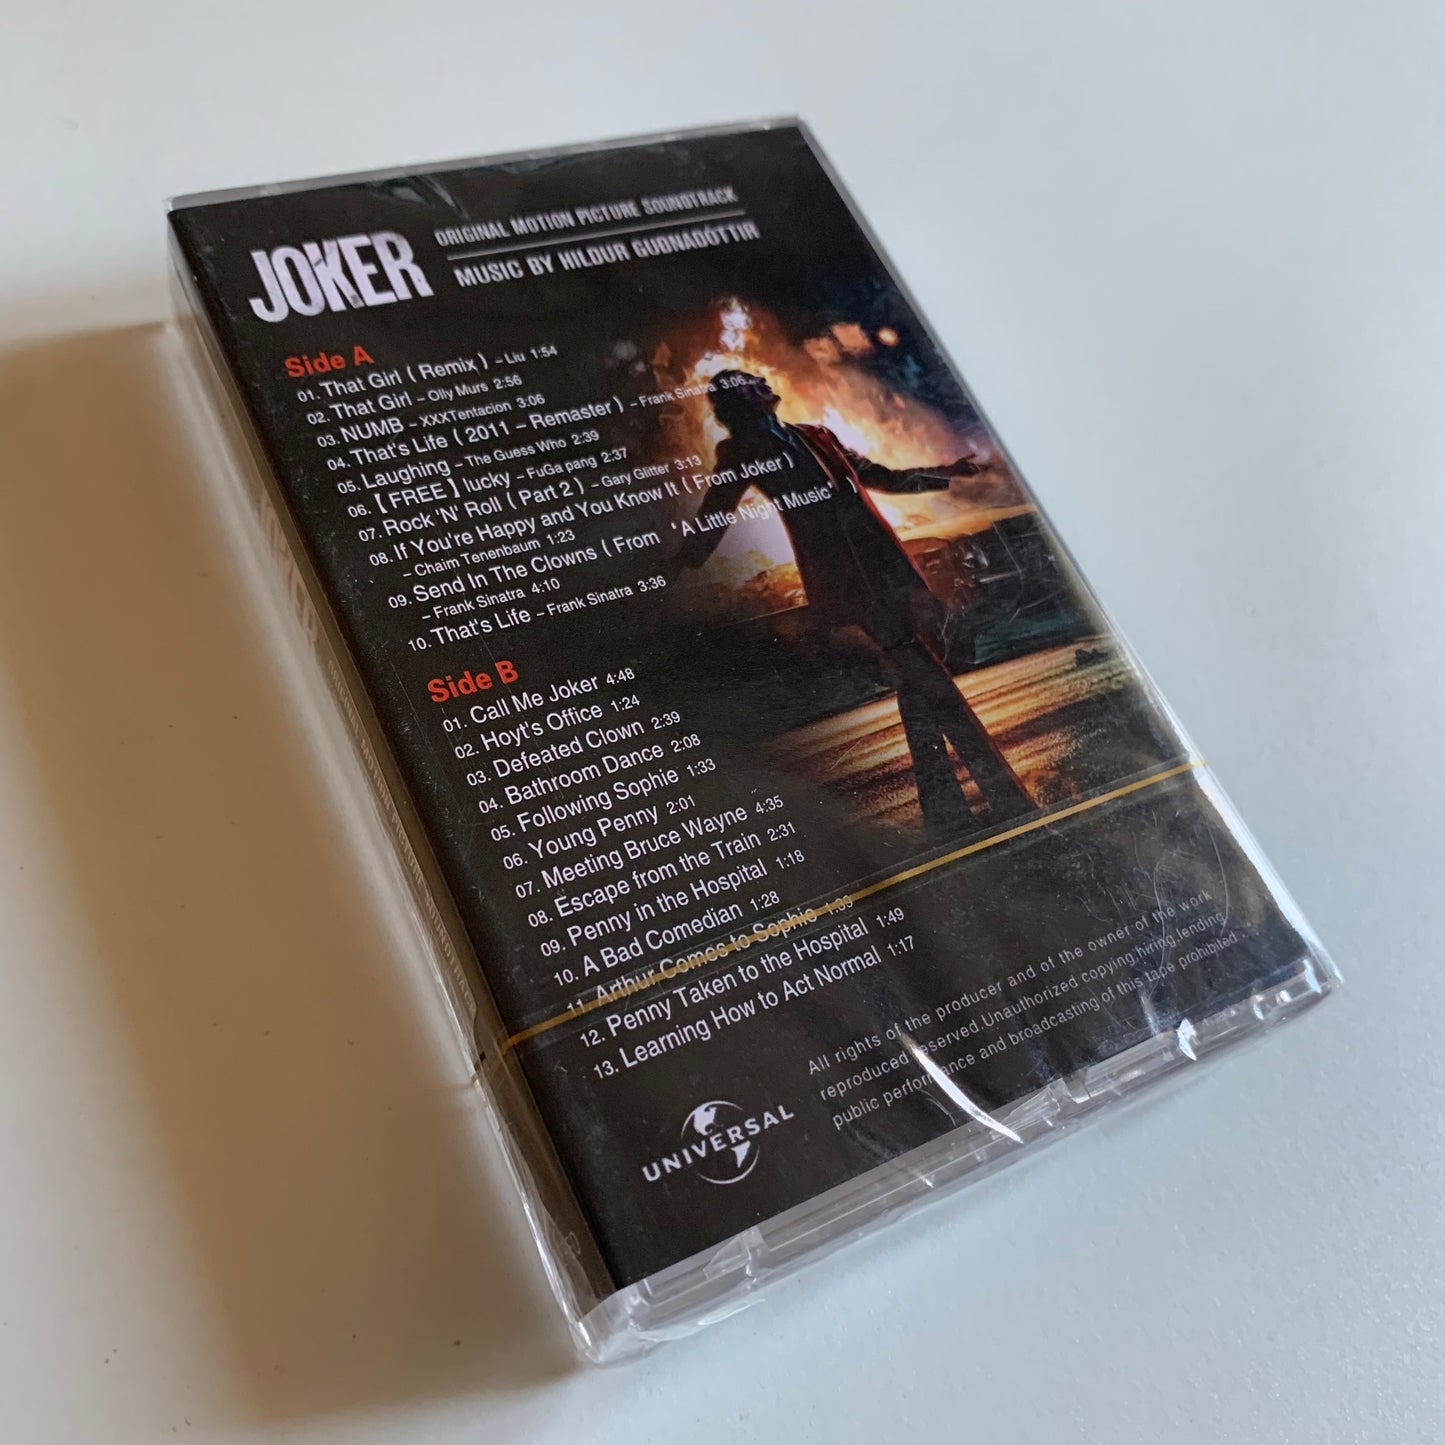 JOKER
ORIGINAL MOTION PICTURE SOUNDTRACK
MUSIC BY HILDUR GUÐNADÓTTIR
Side A
01. That Girl ( Remix ) – Liu 1:54
02. That Girl – Olly Murs 2:56
03. NUMB – XXXTentacion 3:06
04. That's Life ( 2011 – Remaster ) – Frank Sinatra 3:06
05. Laughing – The Guess Who 2:39
06. 【 FREE 】 lucky – FuGa pang 2:37
07. Rock 'N' Roll ( Part 2 ) – Gary Glitter 3:13
08. If You're Happy and You Know It ( From Joker )
– Chaim Tenenbaum 1:23
09. Send In The Clowns ( From ‘ A Little Night Music’ )
– Frank Sinatra 4:10
10. That's Life – Frank Sinatra 3:36
Side B
01. Call Me Joker 4:48
02. Hoyt's Office 1:24
03. Defeated Clown 2:39
04. Bathroom Dance 2:08
05. Following Sophie 1:33
06. Young Penny 2:01
07. Meeting Bruce Wayne 4:35
08. Escape from the Train 2:31
09. Penny in the Hospital 1:18
10. A Bad Comedian 1:28
11. Arthur Comes to Sophie 1:39
12. Penny Taken to the Hospital 1:49
13. Learning How to Act Normal 1:17
All rights of the producer and of the owner of the work
reproduced reserved.Unauthorized copying,hiring,lending,
public performance and broadcasting of this tape prohibited.
UNIVERSAL
JOKER
ORIGINAL MOTION PICTURE SOUNDTRACK